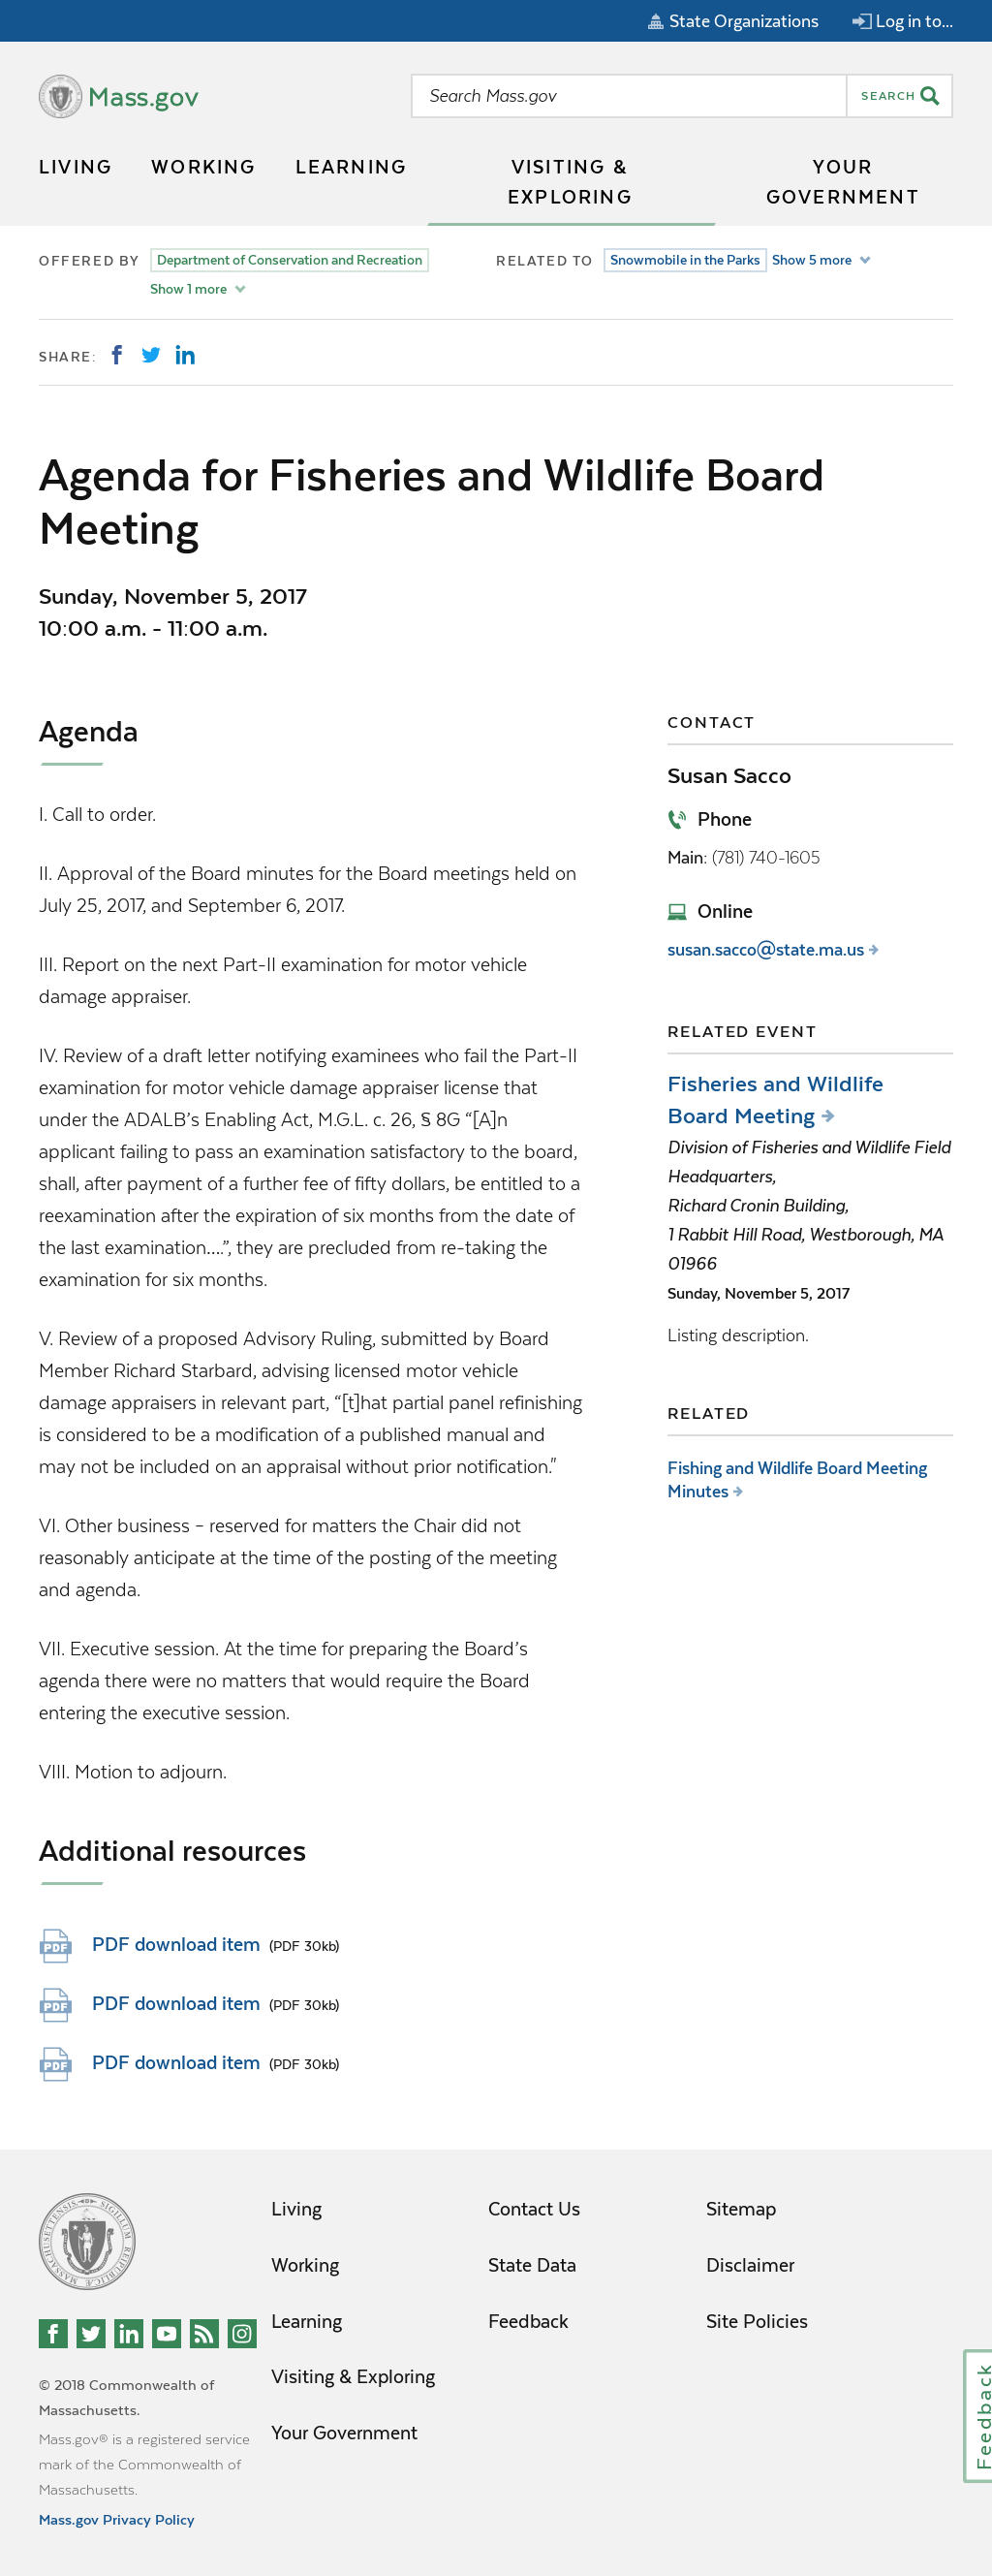 State Organizations
Log in to...
Mass.gov
Search Mass.gov
SEARCH
LIVING
WORKING
LEARNING
VISITING &
EXPLORING
YOUR
GOVERNMENT
OFFERED BY
Department of Conservation and Recreation
Show 1 more
RELATED TO
Snowmobile in the Parks
Show 5 more
SHARE:
Agenda for Fisheries and Wildlife Board
Meeting
Sunday, November 5, 2017
10:00 a.m. - 11:00 a.m.
Agenda
I. Call to order.
II. Approval of the Board minutes for the Board meetings held on
July 25, 2017, and September 6, 2017.
III. Report on the next Part-II examination for motor vehicle
damage appraiser.
IV. Review of a draft letter notifying examinees who fail the Part-II
examination for motor vehicle damage appraiser license that
under the ADALB’s Enabling Act, M.G.L. c. 26, § 8G “[A]n
applicant failing to pass an examination satisfactory to the board,
shall, after payment of a further fee of fifty dollars, be entitled to a
reexamination after the expiration of six months from the date of
the last examination….”, they are precluded from re-taking the
examination for six months.
V. Review of a proposed Advisory Ruling, submitted by Board
Member Richard Starbard, advising licensed motor vehicle
damage appraisers in relevant part, “[t]hat partial panel refinishing
is considered to be a modification of a published manual and
may not be included on an appraisal without prior notification."
VI. Other business – reserved for matters the Chair did not
reasonably anticipate at the time of the posting of the meeting
and agenda.
VII. Executive session. At the time for preparing the Board’s
agenda there were no matters that would require the Board
entering the executive session.
VIII. Motion to adjourn.
CONTACT
Susan Sacco
Phone
Main: (781) 740-1605
Online
susan.sacco@state.ma.us
RELATED EVENT
Fisheries and Wildlife
Board Meeting
Division of Fisheries and Wildlife Field
Headquarters,
Richard Cronin Building,
1 Rabbit Hill Road, Westborough, MA
01966
Sunday, November 5, 2017
Listing description.
RELATED
Fishing and Wildlife Board Meeting
Minutes
Additional resources
PDF
PDF download item (PDF 30kb)
PDF
PDF download item (PDF 30kb)
PDF
PDF download item (PDF 30kb)
© 2018 Commonwealth of
Massachusetts.
Mass.gov® is a registered service
mark of the Commonwealth of
Massachusetts.
Mass.gov Privacy Policy
Living
Working
Learning
Visiting & Exploring
Your Government
Contact Us
State Data
Feedback
Sitemap
Disclaimer
Site Policies
Feedback